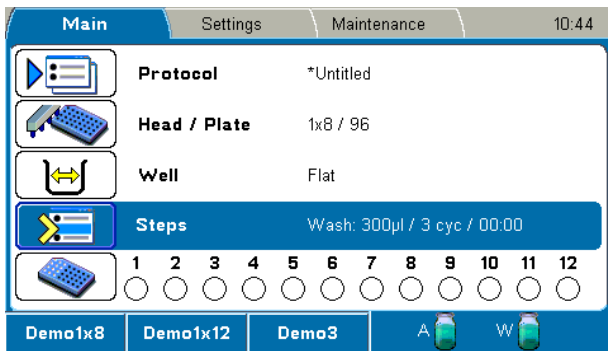 Main Settings Maintenance 10:44
Protocol *Untitled
Head / Plate 1x8 / 96
Well Flat
Steps Wash: 300µl / 3 cyc / 00:00
1 2 3 4 5 6 7 8 9 10 11 12
Demo1x8 Demo1x12 Demo3 A W